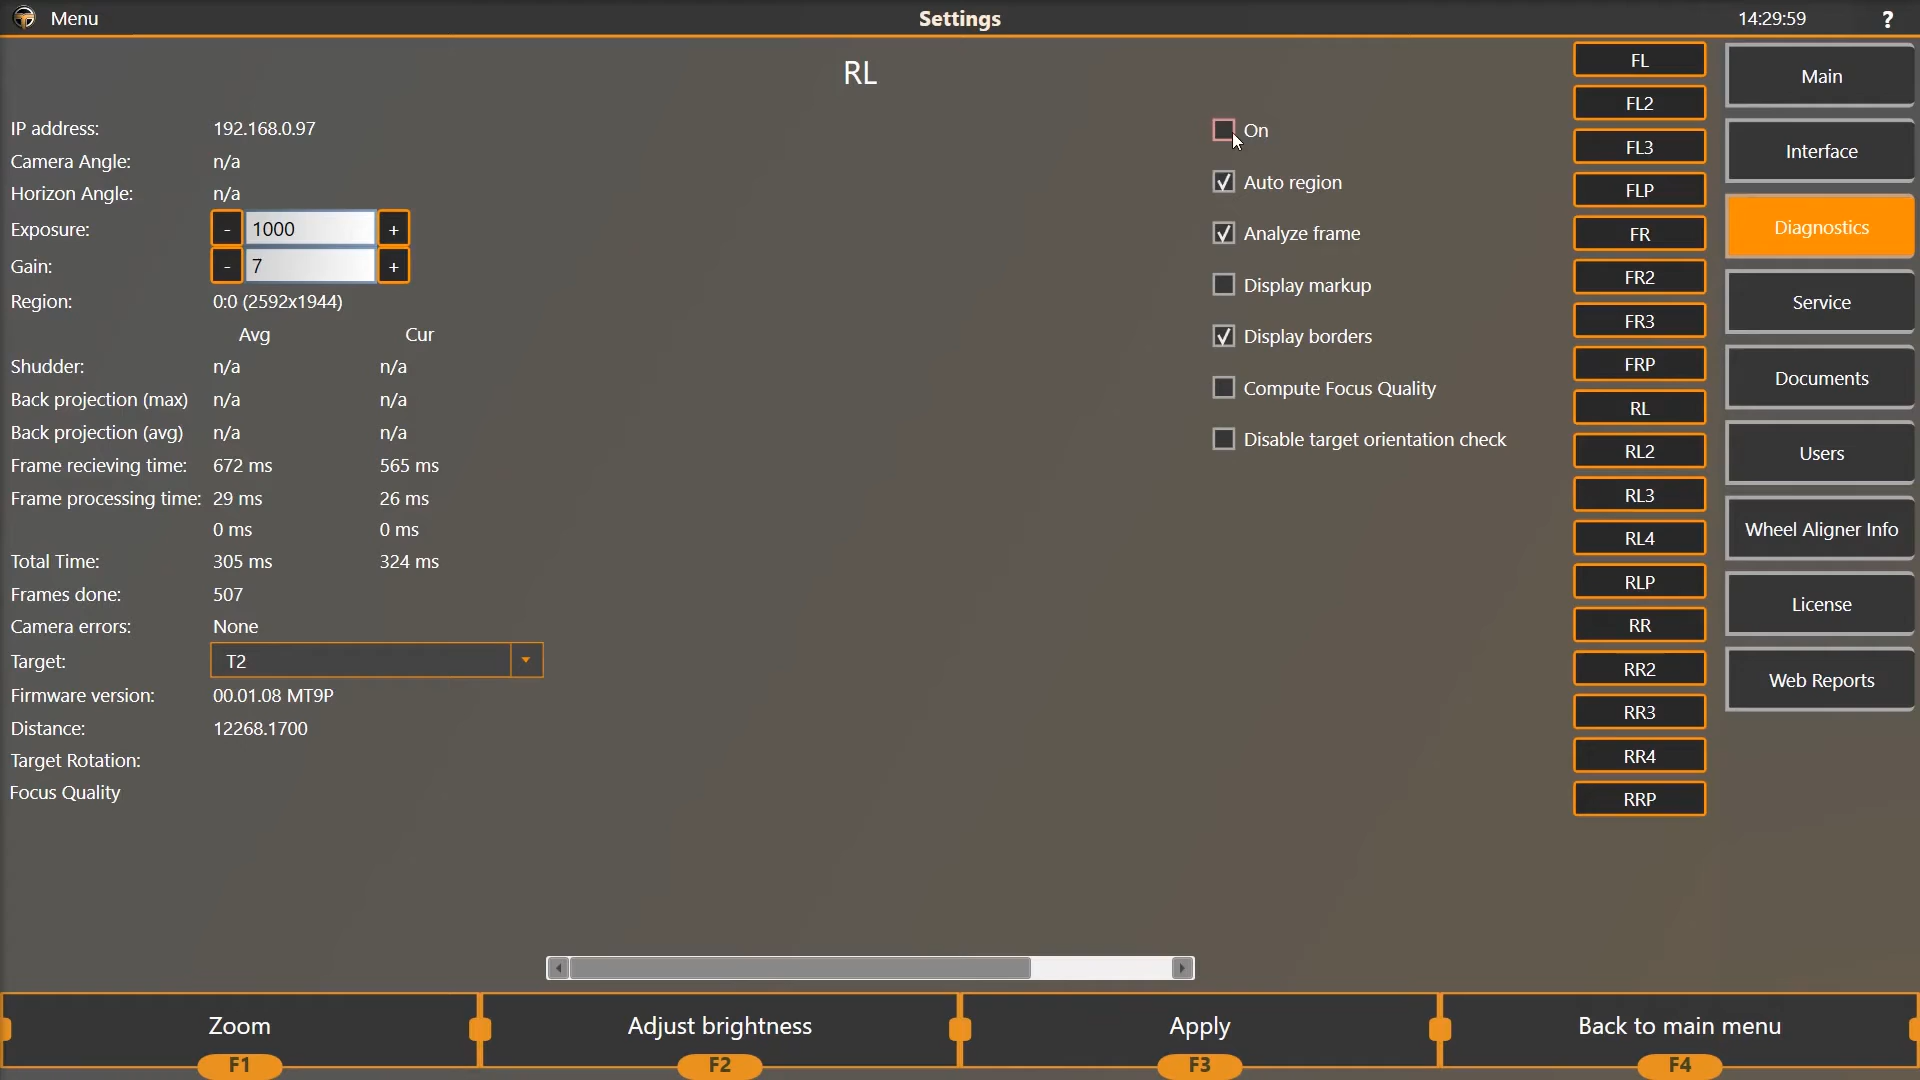 Menu
Settings
14:29:59
?
RL
IP address: 192.168.0.97
Camera Angle: n/a
Horizon Angle: n/a
Exposure: - 1000 +
Gain: - 7 +
Region: 0:0 (2592x1944)
Avg Cur
Shudder: n/a n/a
Back projection (max) n/a n/a
Back projection (avg) n/a n/a
Frame recieving time: 672 ms 565 ms
Frame processing time: 29 ms 26 ms
0 ms 0 ms
Total Time: 305 ms 324 ms
Frames done: 507
Camera errors: None
Target: T2
Firmware version: 00.01.08 MT9P
Distance: 12268.1700
Target Rotation:
Focus Quality
On
Auto region
Analyze frame
Display markup
Display borders
Compute Focus Quality
Disable target orientation check
FL
FL2
FL3
FLP
FR
FR2
FR3
FRP
RL
RL2
RL3
RL4
RLP
RR
RR2
RR3
RR4
RRP
Main
Interface
Diagnostics
Service
Documents
Users
Wheel Aligner Info
License
Web Reports
Zoom
F1
Adjust brightness
F2
Apply
F3
Back to main menu
F4